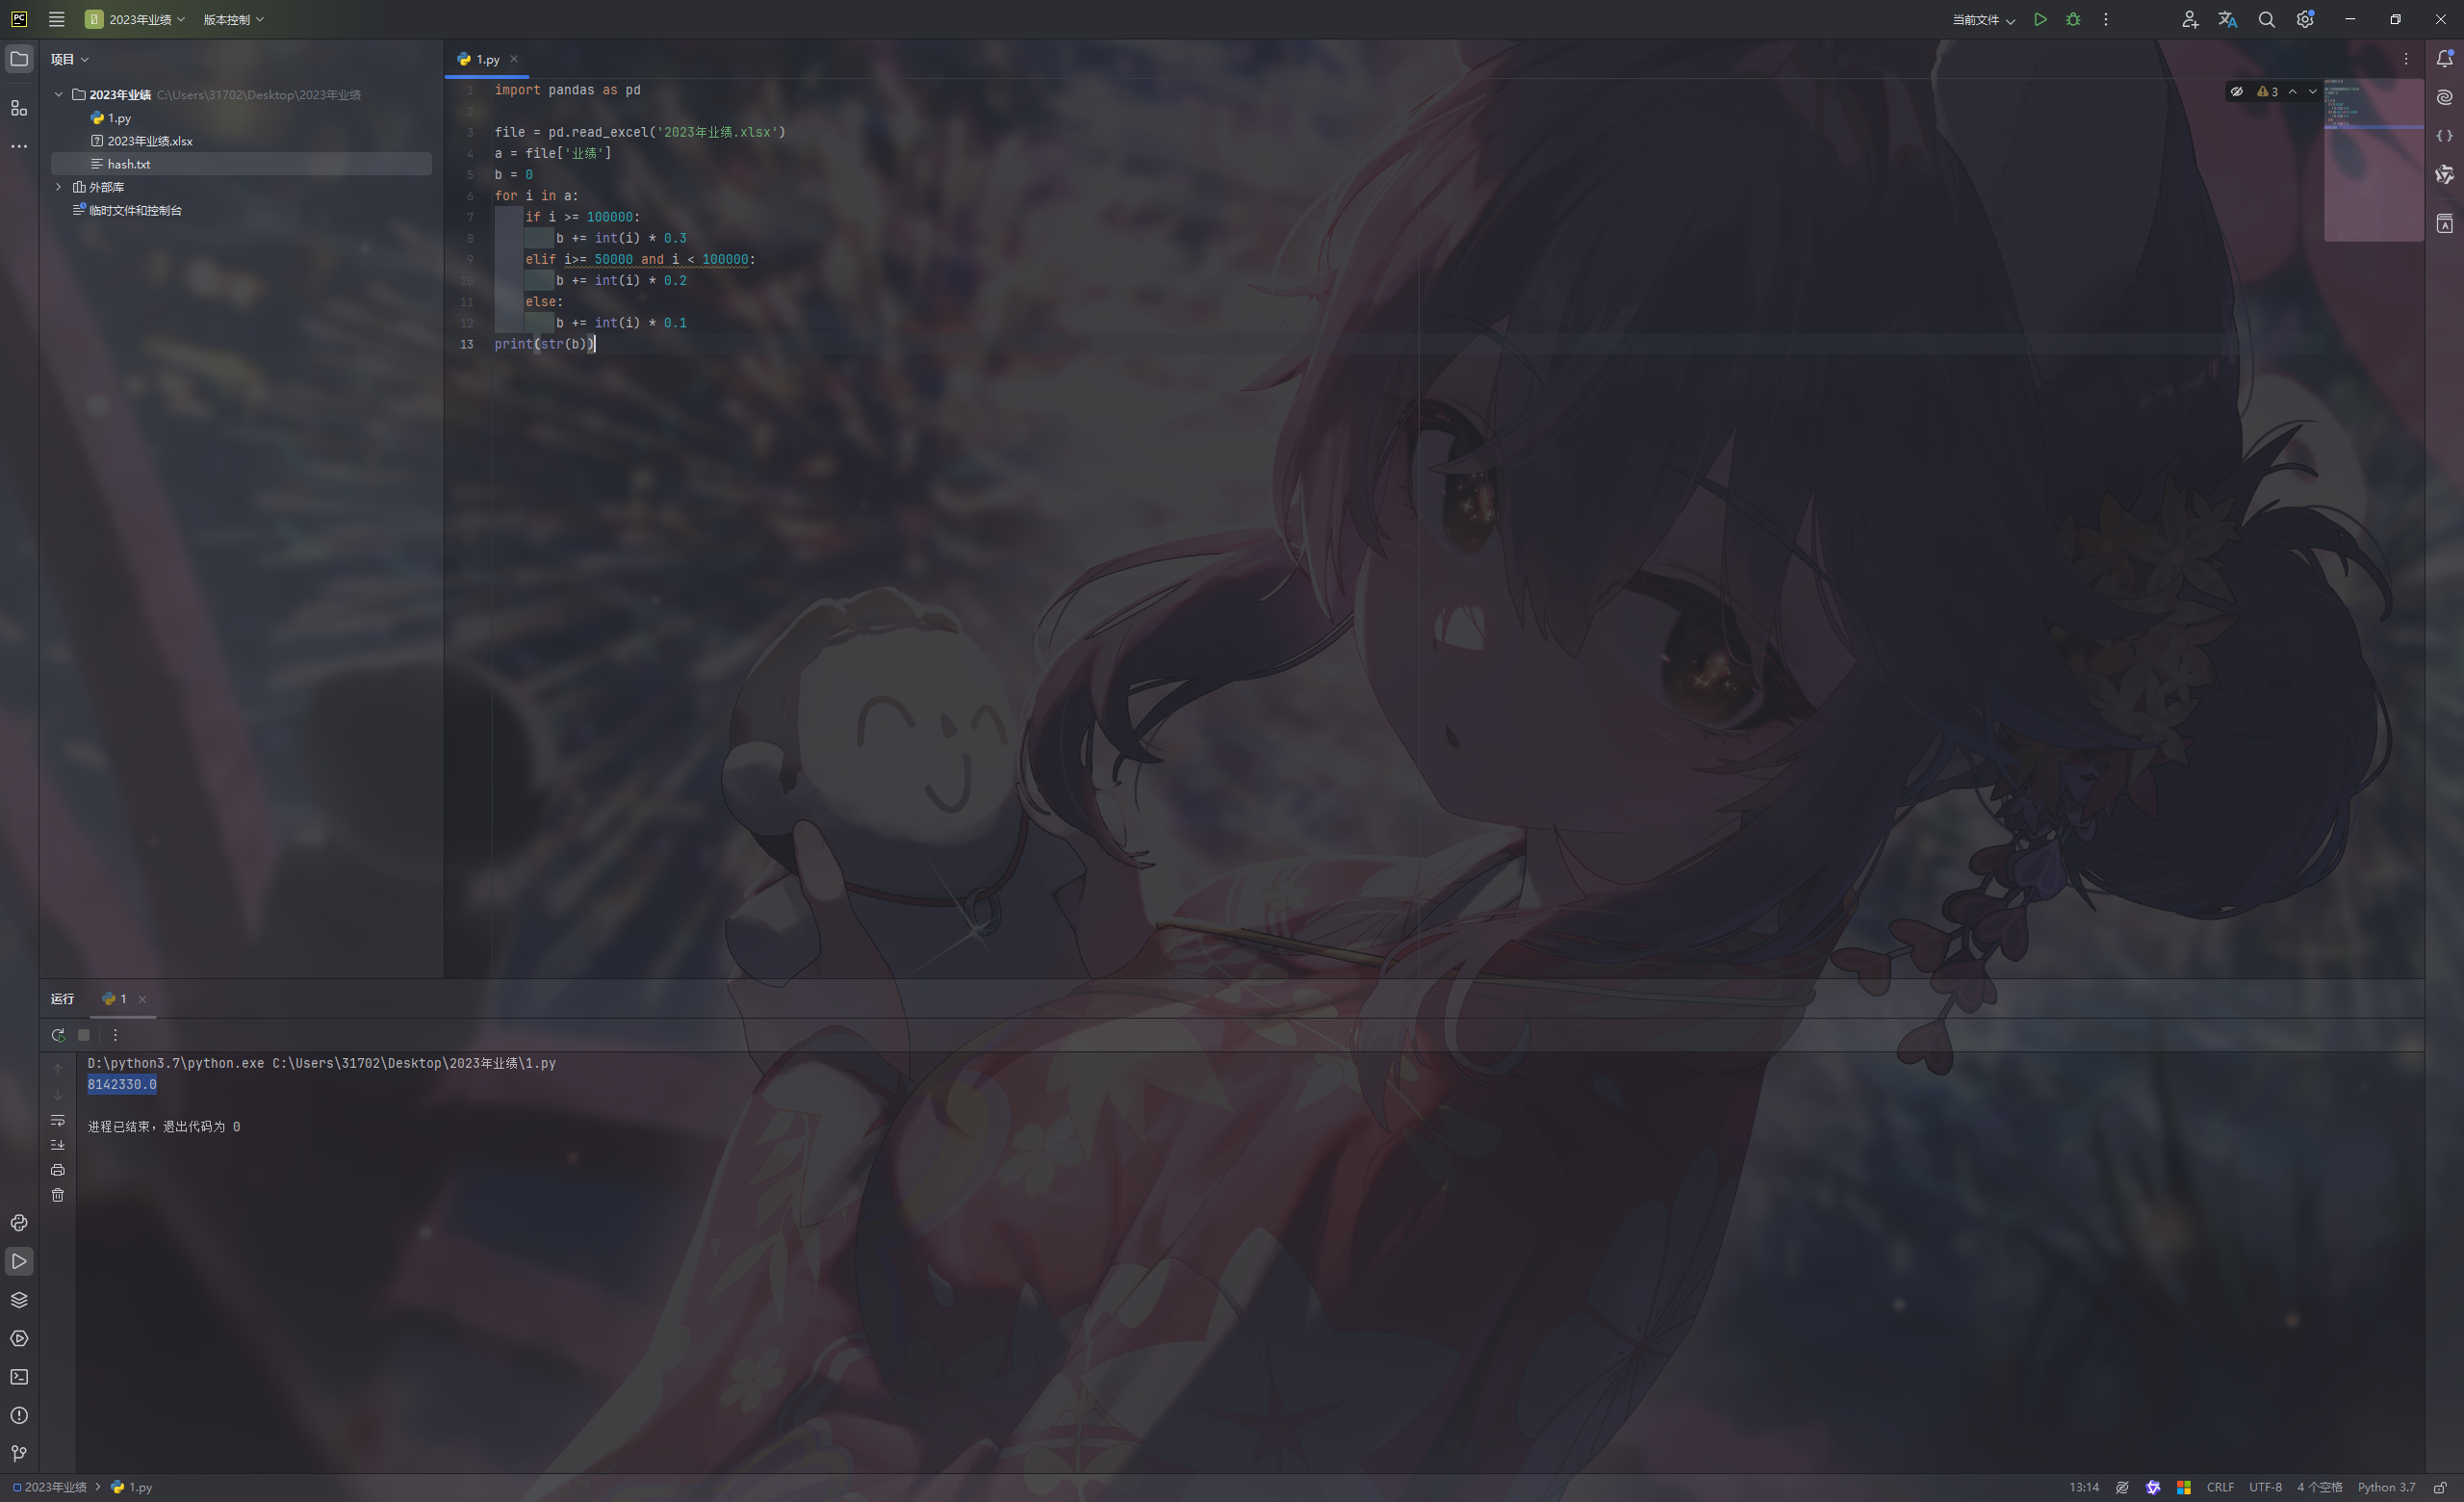 PC
2023年业绩 版本控制 当前文件
项目
1.py
2023年业绩 C:\Users\31702\Desktop\2023年业绩
1.py
2023年业绩.xlsx
hash.txt
外部库
临时文件和控制台
3
1 import pandas as pd
2
3 file = pd.read_excel('2023年业绩.xlsx')
4 a = file['业绩']
5 b = 0
6 for i in a:
7 if i >= 100000:
8 b += int(i) * 0.3
9 elif i>= 50000 and i < 100000:
10 b += int(i) * 0.2
11 else:
12 b += int(i) * 0.1
13 print(str(b))
运行 1
D:\python3.7\python.exe C:\Users\31702\Desktop\2023年业绩\1.py
8142330.0
进程已结束，退出代码为 0
2023年业绩 1.py 13:14 CRLF UTF-8 4 个空格 Python 3.7